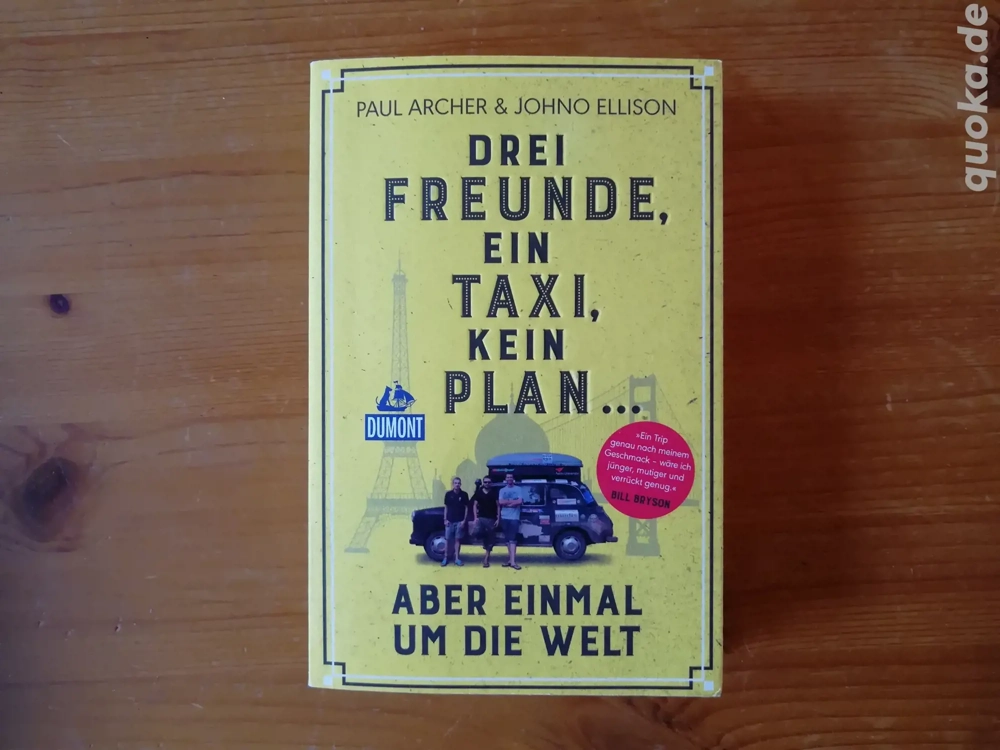 quoka.de
PAUL ARCHER & JOHNO ELLISON
DREI
FREUNDE,
EIN
TAXI,
KEIN
PLAN...
DUMONT
»Ein Trip
genau nach meinem
Geschmack – wäre ich
jünger, mutiger und
verrückt genug.«
BILL BRYSON
ABER EINMAL
UM DIE WELT